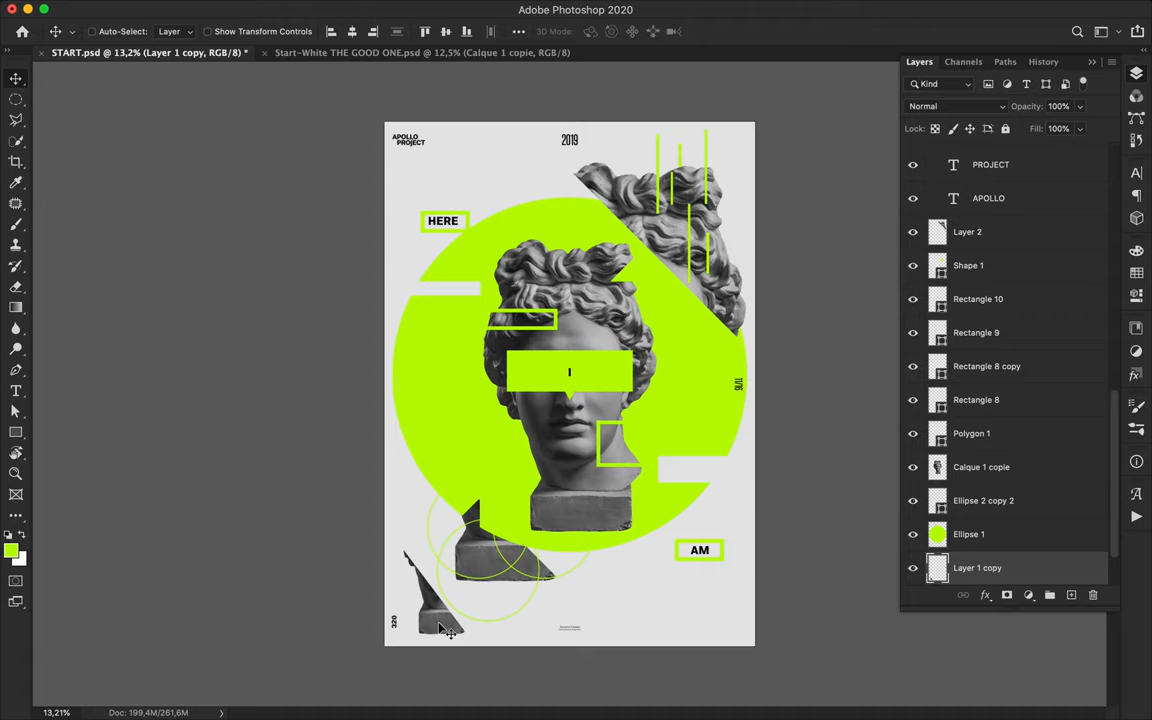 Adobe Photoshop 2020
Auto-Select:
Layer
Show Transform Controls
3D Mode:
START.psd @ 13,2% (Layer 1 copy, RGB/8) *
Start-White THE GOOD ONE.psd @ 12,5% (Calque 1 copie, RGB/8)
Layers
Channels
Paths
History
Kind
Normal
Opacity: 100%
Lock:
Fill: 100%
PROJECT
APOLLO
Layer 2
Shape 1
Rectangle 10
Rectangle 9
Rectangle 8 copy
Rectangle 8
Polygon 1
Calque 1 copie
Ellipse 2 copy 2
Ellipse 1
Layer 1 copy
APOLLO
PROJECT
2019
HERE
I
11/16
AM
320
13,21%
Doc: 199,4M/261,6M